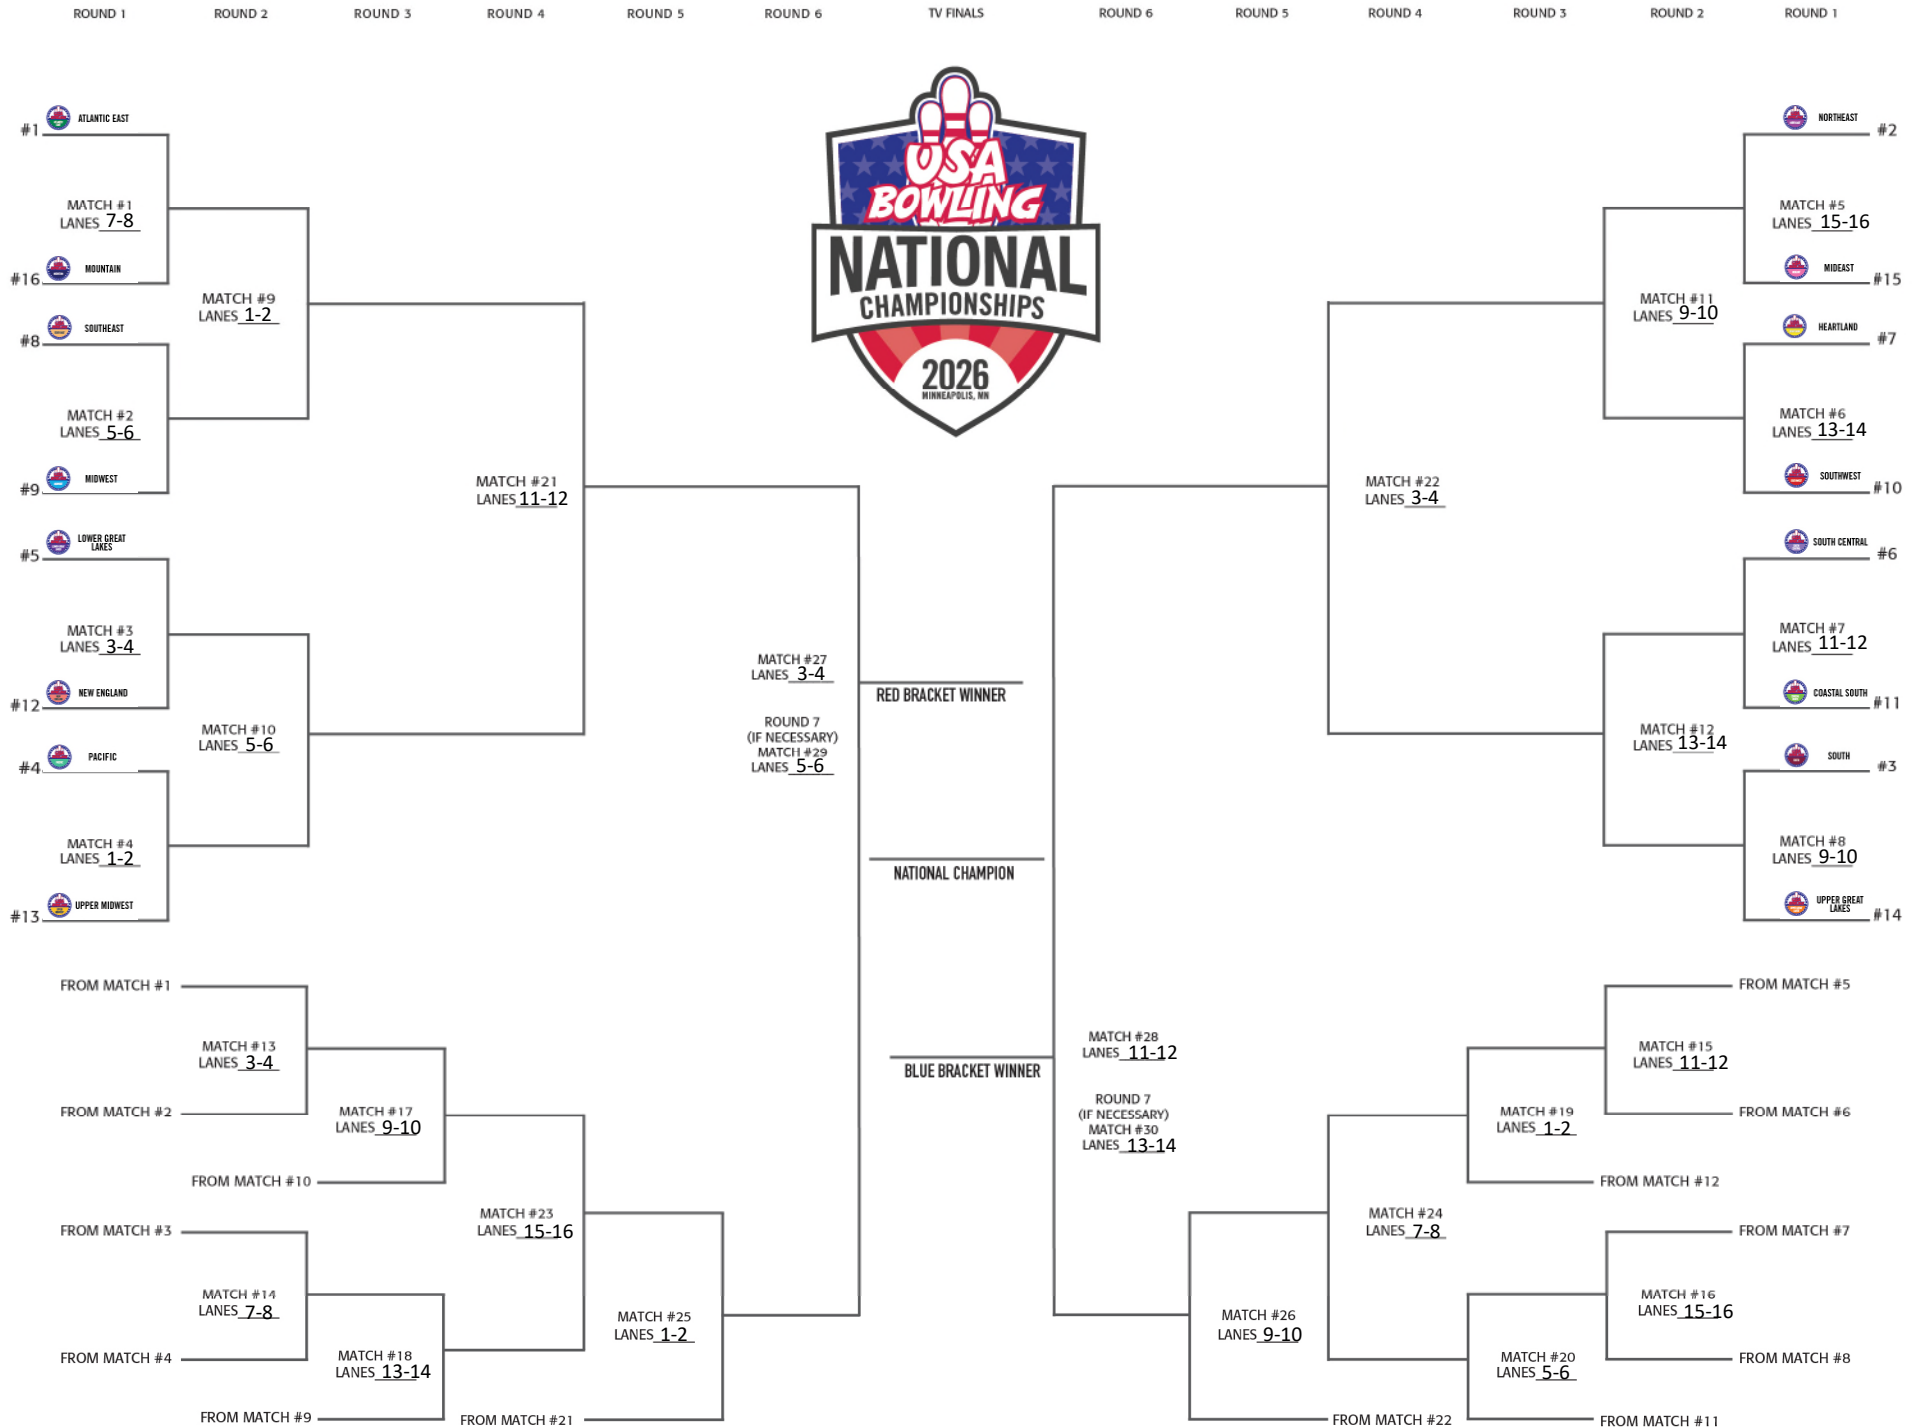 ROUND 1
ROUND 2
ROUND 3
ROUND 4
ROUND 5
ROUND 6
TV FINALS
ROUND 6
ROUND 5
ROUND 4
ROUND 3
ROUND 2
ROUND 1
USA
BOWLING
NATIONAL
CHAMPIONSHIPS
2026
MINNEAPOLIS, MN
#1 ATLANTIC EAST
MATCH #1
LANES 7-8
#16 MOUNTAIN
MATCH #9
LANES 1-2
#8 SOUTHEAST
MATCH #2
LANES 5-6
#9 MIDWEST
MATCH #21
LANES 11-12
#5 LOWER GREAT
LAKES
MATCH #3
LANES 3-4
#12 NEW ENGLAND
MATCH #10
LANES 5-6
#4 PACIFIC
MATCH #4
LANES 1-2
#13 UPPER MIDWEST
MATCH #27
LANES 3-4
ROUND 7
(IF NECESSARY)
MATCH #29
LANES 5-6
RED BRACKET WINNER
NATIONAL CHAMPION
BLUE BRACKET WINNER
NORTHEAST #2
MATCH #5
LANES 15-16
MIDEAST #15
MATCH #11
LANES 9-10
HEARTLAND #7
MATCH #6
LANES 13-14
SOUTHWEST #10
MATCH #22
LANES 3-4
SOUTH CENTRAL #6
MATCH #7
LANES 11-12
COASTAL SOUTH #11
MATCH #12
LANES 13-14
SOUTH #3
MATCH #8
LANES 9-10
UPPER GREAT
LAKES #14
FROM MATCH #1
MATCH #13
LANES 3-4
FROM MATCH #2
MATCH #17
LANES 9-10
FROM MATCH #10
MATCH #23
LANES 15-16
FROM MATCH #3
MATCH #14
LANES 7-8
FROM MATCH #4
MATCH #18
LANES 13-14
FROM MATCH #9
MATCH #25
LANES 1-2
FROM MATCH #21
MATCH #28
LANES 11-12
ROUND 7
(IF NECESSARY)
MATCH #30
LANES 13-14
FROM MATCH #5
MATCH #15
LANES 11-12
FROM MATCH #6
MATCH #19
LANES 1-2
FROM MATCH #12
MATCH #24
LANES 7-8
FROM MATCH #7
MATCH #16
LANES 15-16
FROM MATCH #8
MATCH #20
LANES 5-6
FROM MATCH #11
MATCH #26
LANES 9-10
FROM MATCH #22